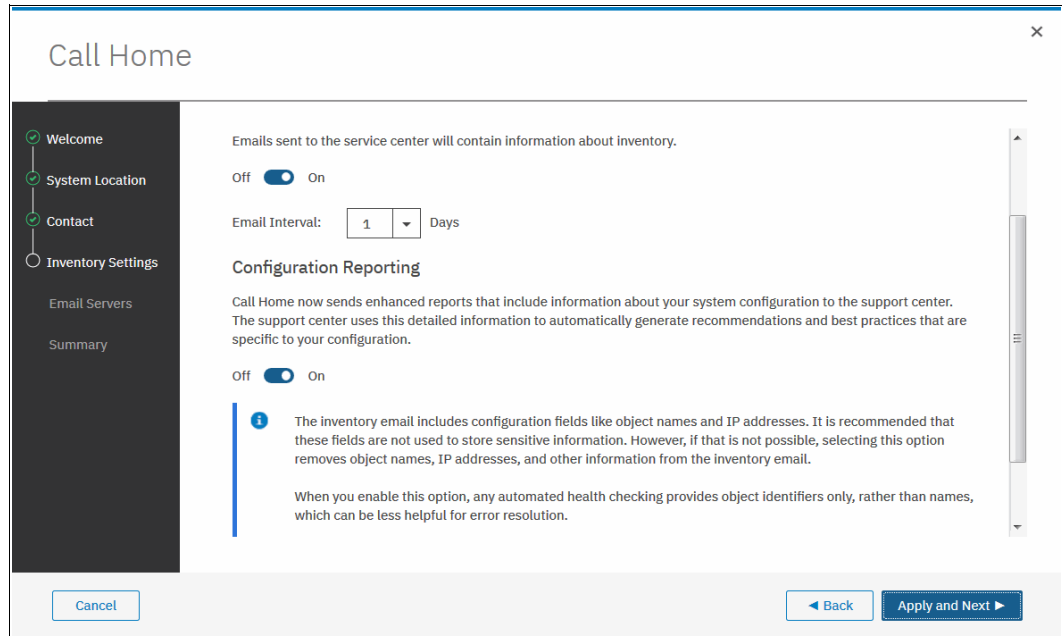 Call Home
Welcome
System Location
Contact
Inventory Settings
Email Servers
Summary
Emails sent to the service center will contain information about inventory.
Off On
Email Interval: 1 Days
Configuration Reporting
Call Home now sends enhanced reports that include information about your system configuration to the support center.
The support center uses this detailed information to automatically generate recommendations and best practices that are
specific to your configuration.
Off On
The inventory email includes configuration fields like object names and IP addresses. It is recommended that
these fields are not used to store sensitive information. However, if that is not possible, selecting this option
removes object names, IP addresses, and other information from the inventory email.
When you enable this option, any automated health checking provides object identifiers only, rather than names,
which can be less helpful for error resolution.
Cancel
Back
Apply and Next